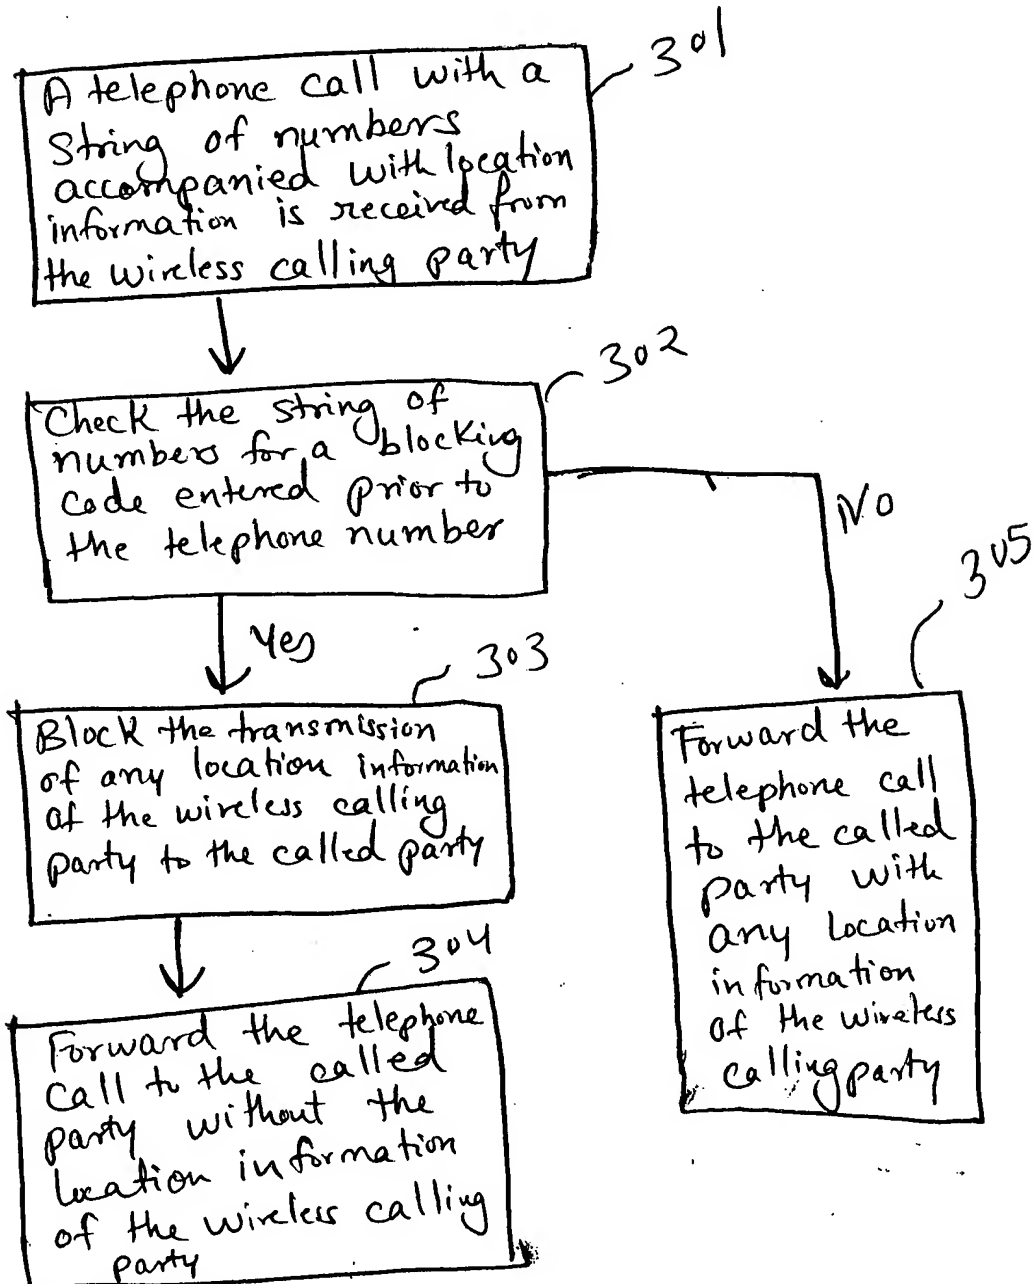 301
A telephone call with a
String of numbers
accompanied with location
information is received from
the wireless calling party
302
Check the string of
numbers for a blocking
code entered prior to
the telephone number
No
Yes
303
305
Block the transmission
of any location information
of the wireless calling
party to the called party
Forward the
telephone call
to the called
party with
any location
information
of the wireless
calling party
304
Forward the telephone
call to the called
party without the
location information
of the wireless calling
party